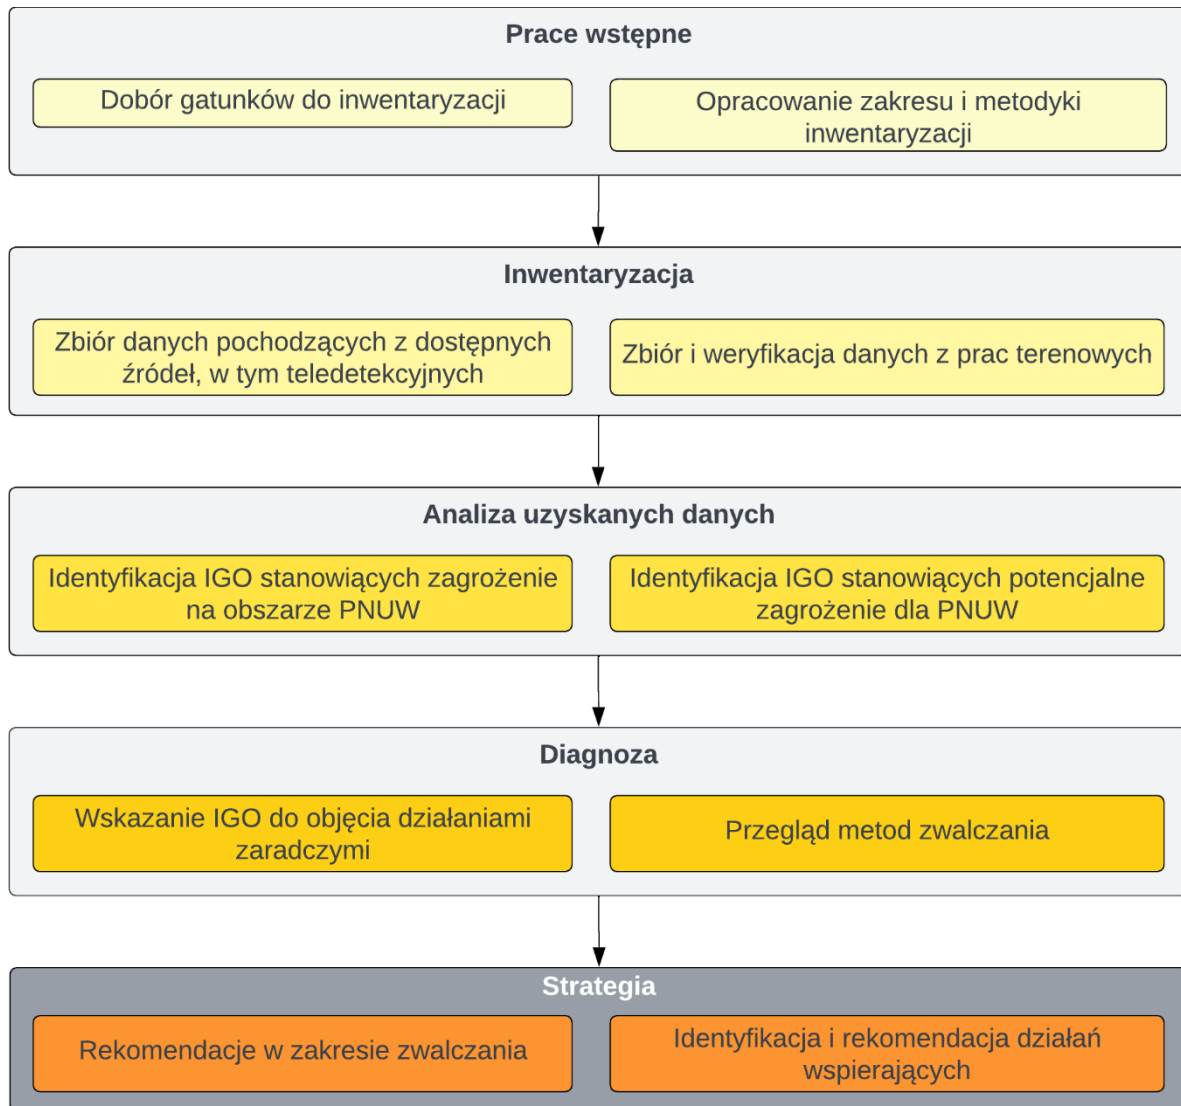 Prace wstępne
Dobór gatunków do inwentaryzacji
Opracowanie zakresu i metodyki
inwentaryzacji
Inwentaryzacja
Zbiór danych pochodzących z dostępnych
źródeł, w tym teledetekcyjnych
Zbiór i weryfikacja danych z prac terenowych
Analiza uzyskanych danych
Identyfikacja IGO stanowiących zagrożenie
na obszarze PNUW
Identyfikacja IGO stanowiących potencjalne
zagrożenie dla PNUW
Diagnoza
Wskazanie IGO do objęcia działaniami
zaradczymi
Przegląd metod zwalczania
Strategia
Rekomendacje w zakresie zwalczania
Identyfikacja i rekomendacja działań
wspierających